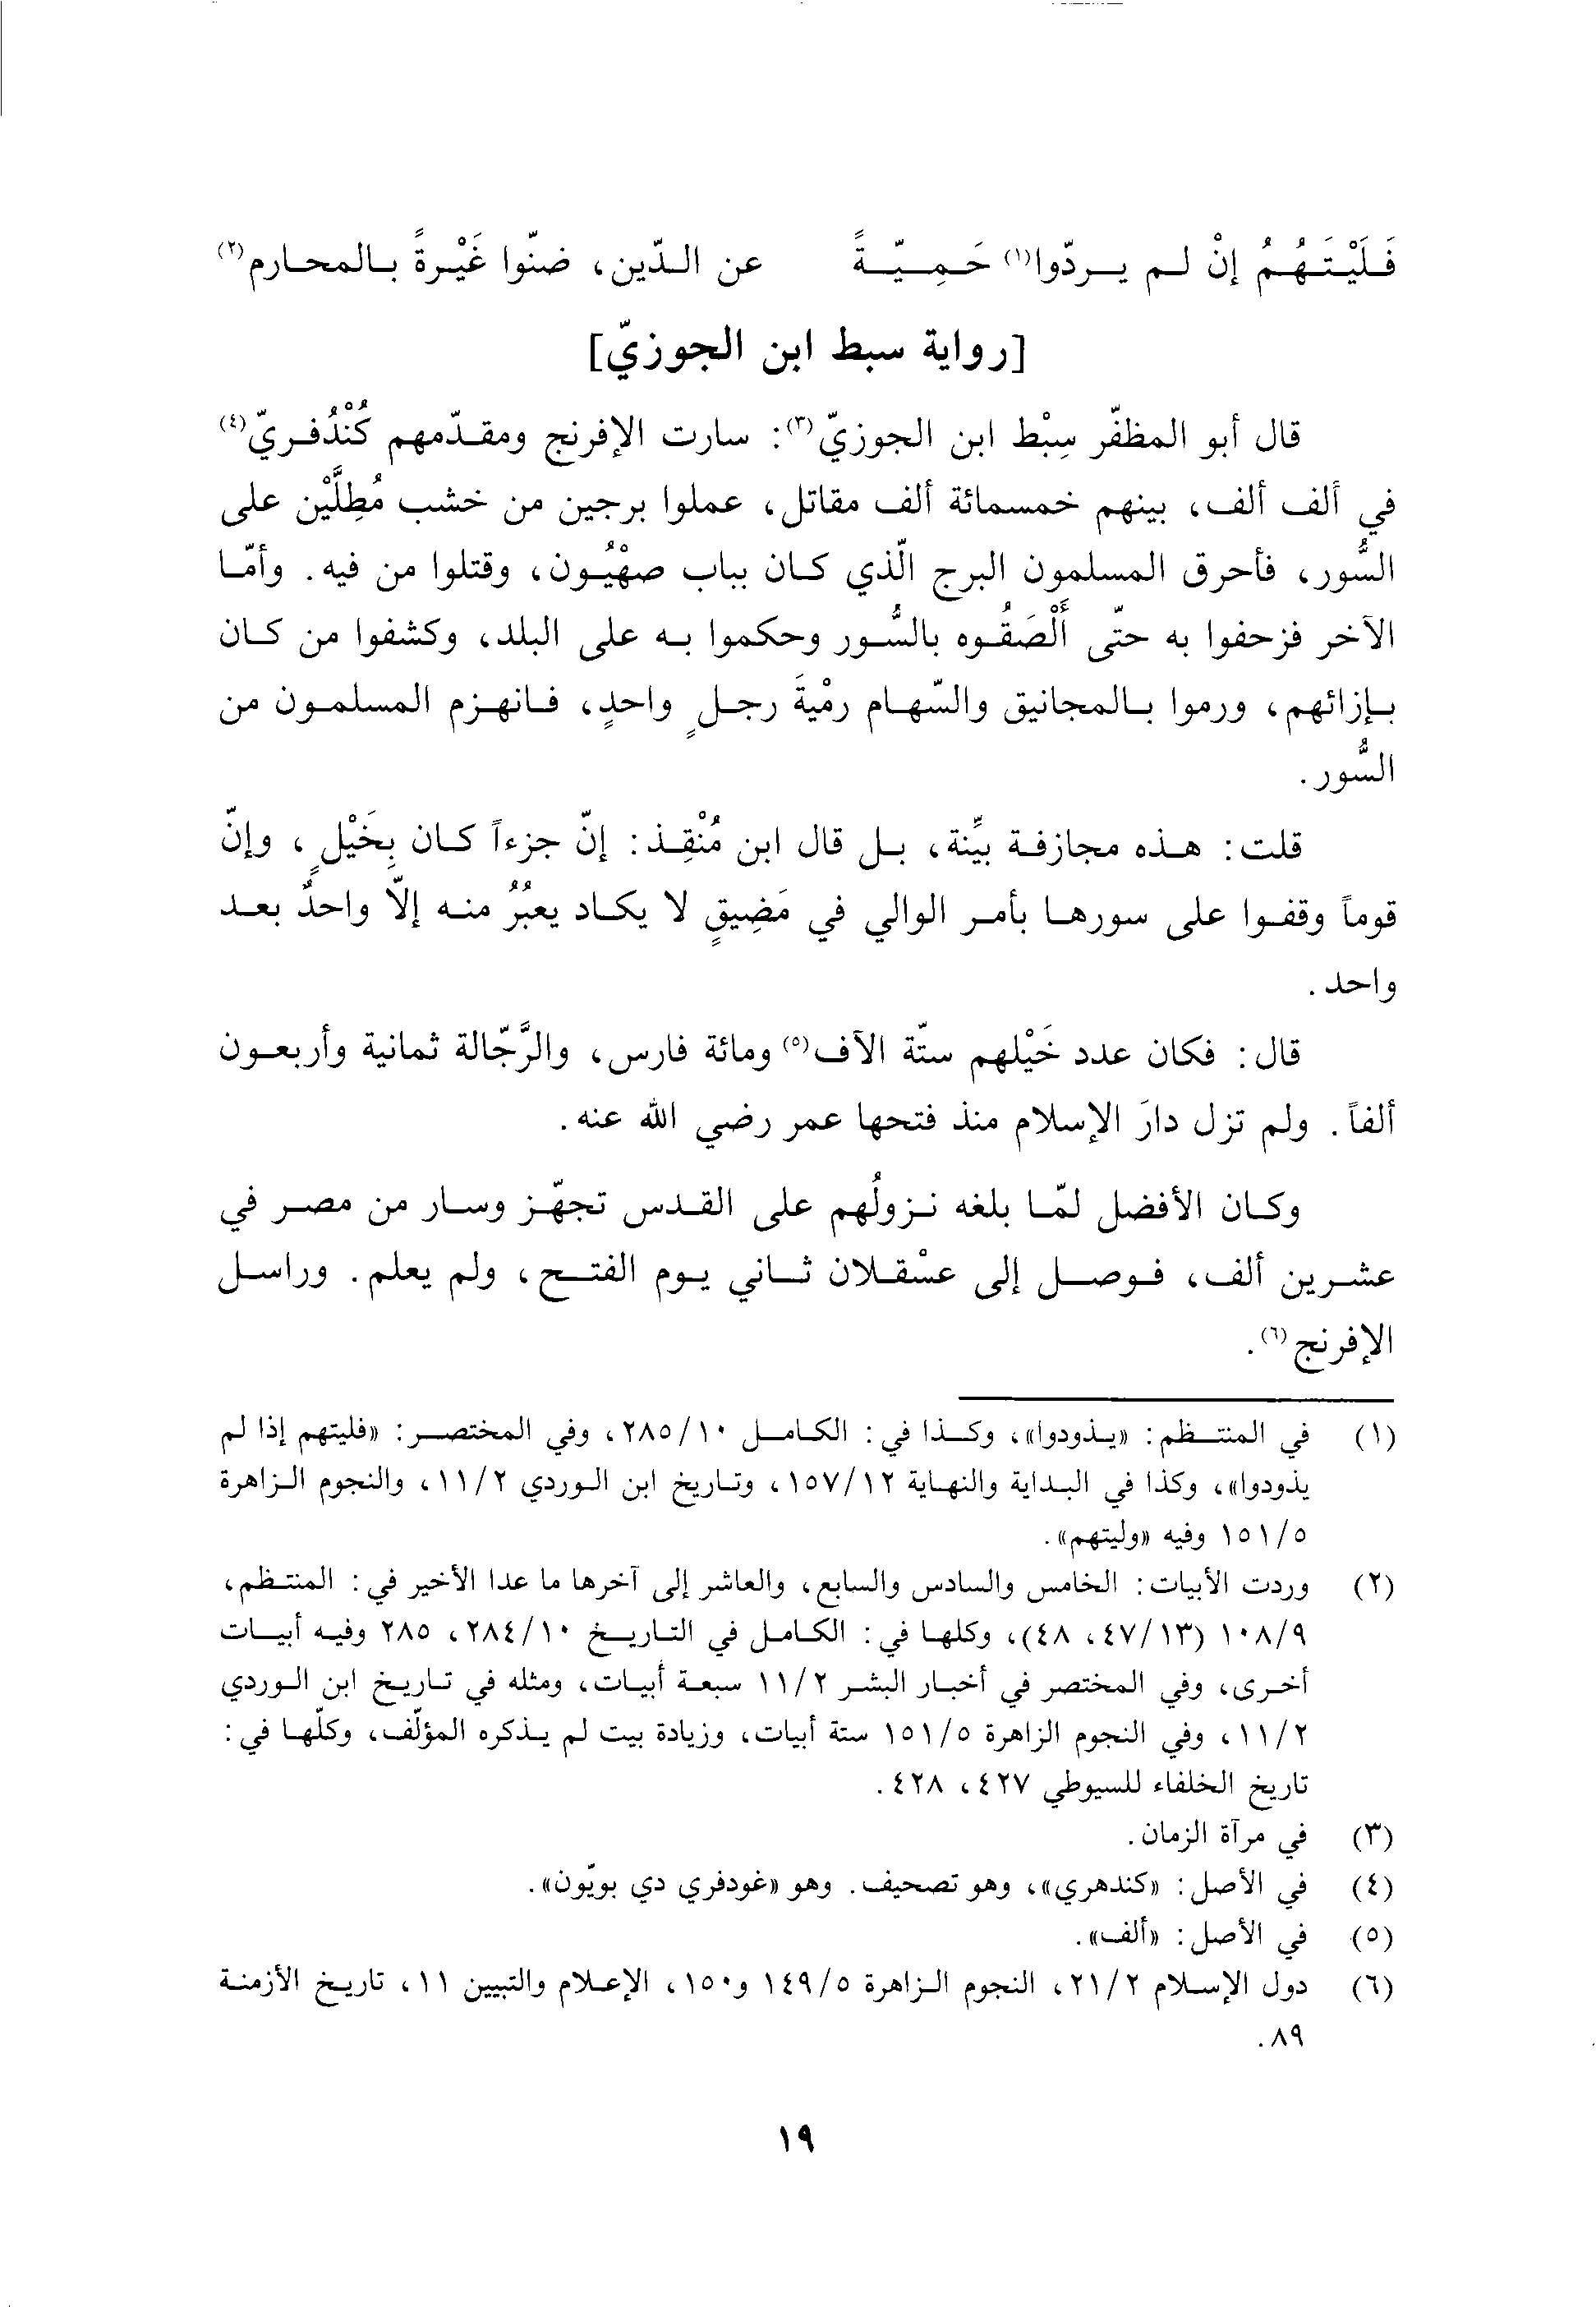 فَلَيْتَهُمُ إنْ لم يردّوا(١) حَمِيّةً عن الدّين، ضنّوا غَيْرةً بالمحارم(٢)
[رواية سبط ابن الجوزيّ]
قال أبو المظفّر سِبْط ابن الجوزيّ(٣): سارت الإفرنج ومقدّمهم كُنْدُفريّ(٤)
في ألف ألف، بينهم خمسمائة ألف مقاتل، عملوا برجين من خشب مُطِلَّيْن على
السُّور، فأحرق المسلمون البرج الّذي كان بباب صهْيُون، وقتلوا من فيه. وأمّا
الآخر فزحفوا به حتّى أَلْصَقُوه بالسُّور وحكموا به على البلد، وكشفوا من كان
بإزائهم، ورموا بالمجانيق والسّهام رمْيةَ رجلٍ واحدٍ، فانهزم المسلمون من
السُّور.
قلت: هذه مجازفة بيِّنة، بل قال ابن مُنْقِذ: إنّ جزءاً كان بِخَيْلٍ، وإنّ
قوماً وقفوا على سورها بأمر الوالي في مَضِيقٍ لا يكاد يعبُرُ منه إلّا واحدٌ بعد
واحد.
قال: فكان عدد خَيْلهم ستّة الآف(٥) ومائة فارس، والرَّجّالة ثمانية وأربعون
ألفاً. ولم تزل دارَ الإسلام منذ فتحها عمر رضي الله عنه.
وكان الأفضل لمّا بلغه نزولُهم على القدس تجهّز وسار من مصر في
عشرين ألف، فوصل إلى عسْقلان ثاني يوم الفتح، ولم يعلم. وراسل
الإفرنج(٦).
(١) في المنتظم: «يذودوا»، وكذا في: الكامل ٢٨٥/١٠، وفي المختصر: «فليتهم إذا لم
يذودوا»، وكذا في البداية والنهاية ١٥٧/١٢، وتاريخ ابن الوردي ١١/٢، والنجوم الزاهرة
١٥١/٥ وفيه «وليتهم».
(٢) وردت الأبيات: الخامس والسادس والسابع، والعاشر إلى آخرها ما عدا الأخير في: المنتظم،
١٠٨/٩ (٤٧/١٣، ٤٨)، وكلها في: الكامل في التاريخ ٢٨٤/١٠، ٢٨٥ وفيه أبيات
أخرى، وفي المختصر في أخبار البشر ١١/٢ سبعة أبيات، ومثله في تاريخ ابن الوردي
١١/٢، وفي النجوم الزاهرة ١٥١/٥ ستة أبيات، وزيادة بيت لم يذكره المؤلّف، وكلّها في:
تاريخ الخلفاء للسيوطي ٤٢٧، ٤٢٨.
(٣) في مرآة الزمان.
(٤) في الأصل: «كندهري»، وهو تصحيف. وهو «غودفري دي بويّون».
(٥) في الأصل: «ألف».
(٦) دول الإسلام ٢١/٢، النجوم الزاهرة ١٤٩/٥ و١٥٠، الإعلام والتبيين ١١، تاريخ الأزمنة
٨٩.
١٩